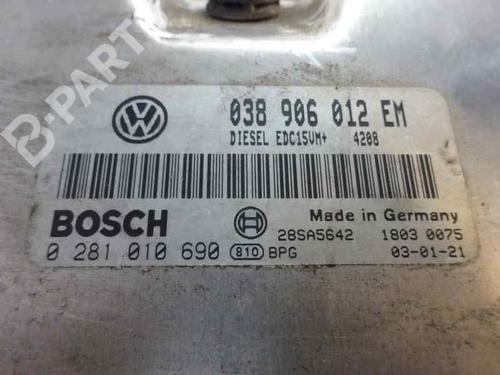 B-PARTS
038 906 012 EM
DIESEL EDC15VM+ 4208
BOSCH
Made in Germany
28SA5642 1803 0075
0 281 010 690 810 BPG 03-01-21